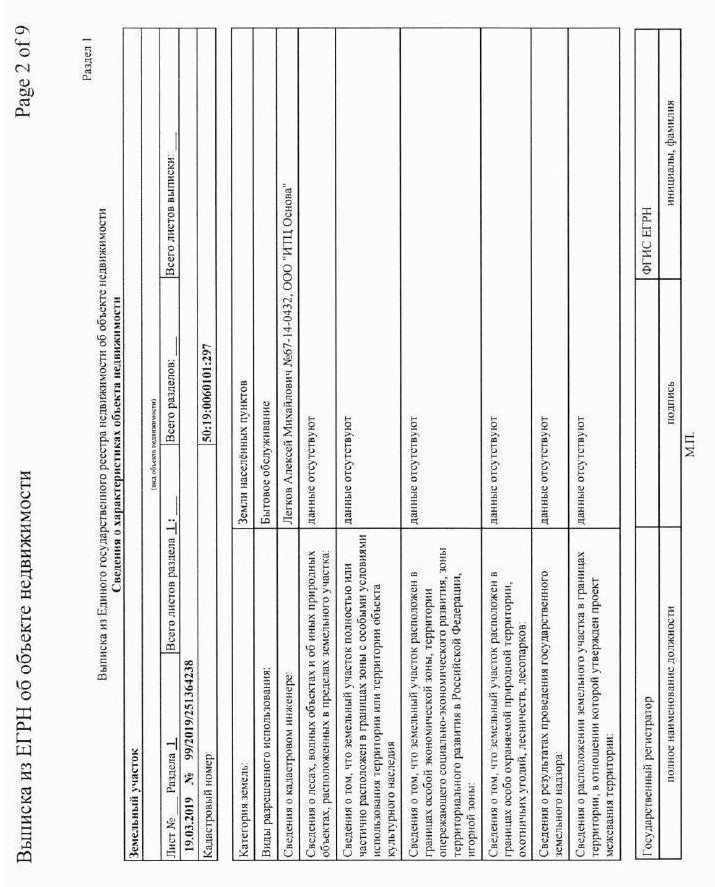 Выписка из ЕГРН об объекте недвижимости Page 2 of 9
Раздел 1
Выписка из Единого государственного реестра недвижимости об объекте недвижимости
Сведения о характеристиках объекта недвижимости
Земельный участок
(вид объекта недвижимости)
Лист № ___ Раздела 1 Всего листов раздела 1 : ___ Всего разделов: ___ Всего листов выписки: ___
19.03.2019 № 99/2019/251364238
Кадастровый номер: 50:19:0060101:297
Категория земель: Земли населённых пунктов
Виды разрешенного использования: Бытовое обслуживание
Сведения о кадастровом инженере: Легков Алексей Михайлович №67-14-0432, ООО "ИТЦ Основа"
Сведения о лесах, водных объектах и об иных природных данные отсутствуют
объектах, расположенных в пределах земельного участка:
Сведения о том, что земельный участок полностью или данные отсутствуют
частично расположен в границах зоны с особыми условиями
использования территории или территории объекта
культурного наследия
Сведения о том, что земельный участок расположен в данные отсутствуют
границах особой экономической зоны, территории
опережающего социально-экономического развития, зоны
территориального развития в Российской Федерации,
игорной зоны:
Сведения о том, что земельный участок расположен в данные отсутствуют
границах особо охраняемой природной территории,
охотничьих угодий, лесничеств, лесопарков:
Сведения о результатах проведения государственного данные отсутствуют
земельного надзора:
Сведения о расположении земельного участка в границах данные отсутствуют
территории, в отношении которой утвержден проект
межевания территории:
Государственный регистратор ФГИС ЕГРН
полное наименование должности подпись инициалы, фамилия
М.П.